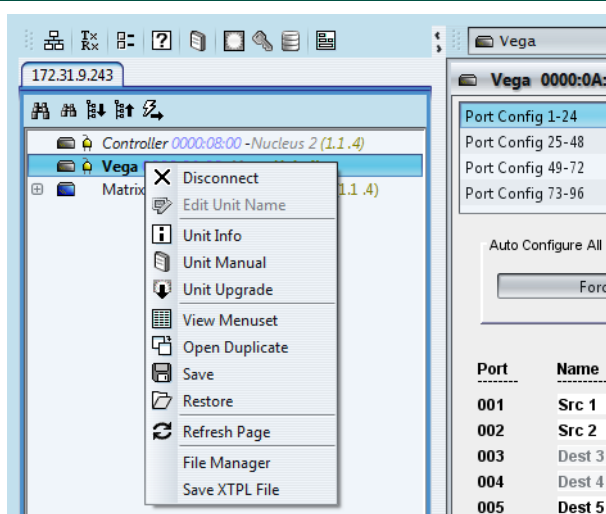 Vega
172.31.9.243
Vega 0000:0A:
Controller 0000:08:00 -Nucleus 2 (1.1 .4)
Vega
Matrix 1.1 .4)
Disconnect
Edit Unit Name
Unit Info
Unit Manual
Unit Upgrade
View Menuset
Open Duplicate
Save
Restore
Refresh Page
File Manager
Save XTPL File
Port Config 1-24
Port Config 25-48
Port Config 49-72
Port Config 73-96
Auto Configure All
Forc
Port Name
001 Src 1
002 Src 2
003 Dest 3
004 Dest 4
005 Dest 5